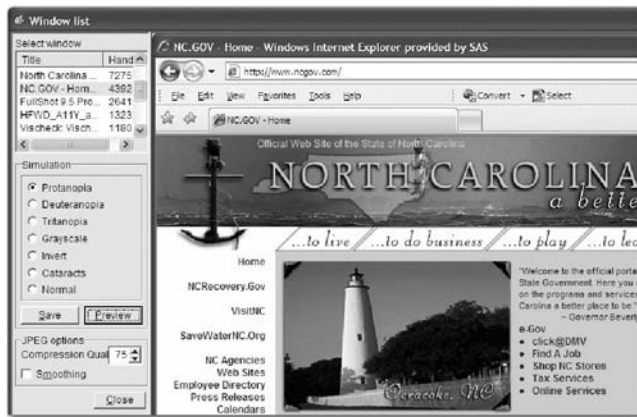 Window list
Select window
Title Hand
North Carolina ... 7275
NC.GOV - Hom... 4392
FullShot 9.5 Pro... 2641
HFWD_A11Y_a... 1323
Vischeck: Visch... 1180
Simulation
Protanopia
Deuteranopia
Tritanopia
Grayscale
Invert
Cataracts
Normal
Save Preview
JPEG options
Compression Qual 75
Smoothing
Close
NC.GOV - Home - Windows Internet Explorer provided by SAS
https://www.ncgov.com/
File Edit View Favorites Tools Help
Convert Select
NC.GOV - Home
Official Web Site of the State of North Carolina
NORTH CAROLINA
a bette
...to live ...to do business ...to play ...to lea
Home
NCRecovery.Gov
VisitNC
SaveWaterNC.Org
NC Agencies
Web Sites
Employee Directory
Press Releases
Calendars
Ocracoke, NC
"Welcome to the official porta
State Government. Here you
on the programs and services
Carolina a better place to be."
~ Governor Beverly
e-Gov
click@DMV
Find A Job
Shop NC Stores
Tax Services
Online Services